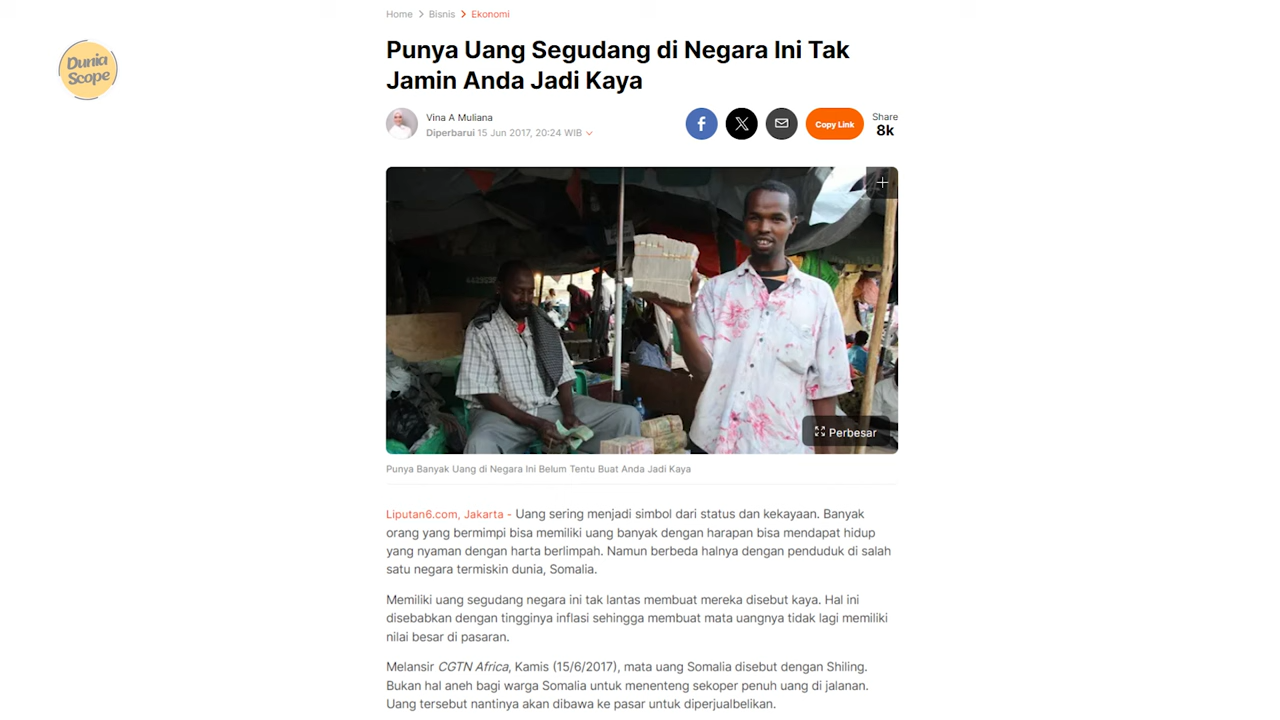 Home > Bisnis > Ekonomi
Dunia
Scope
Punya Uang Segudang di Negara Ini Tak
Jamin Anda Jadi Kaya
Vina A Muliana
Diperbarui 15 Jun 2017, 20:24 WIB
Copy Link
Share
8k
Perbesar
Punya Banyak Uang di Negara Ini Belum Tentu Buat Anda Jadi Kaya
Liputan6.com, Jakarta - Uang sering menjadi simbol dari status dan kekayaan. Banyak
orang yang bermimpi bisa memiliki uang banyak dengan harapan bisa mendapat hidup
yang nyaman dengan harta berlimpah. Namun berbeda halnya dengan penduduk di salah
satu negara termiskin dunia, Somalia.
Memiliki uang segudang negara ini tak lantas membuat mereka disebut kaya. Hal ini
disebabkan dengan tingginya inflasi sehingga membuat mata uangnya tidak lagi memiliki
nilai besar di pasaran.
Melansir CGTN Africa, Kamis (15/6/2017), mata uang Somalia disebut dengan Shiling.
Bukan hal aneh bagi warga Somalia untuk menenteng sekoper penuh uang di jalanan.
Uang tersebut nantinya akan dibawa ke pasar untuk diperjualbelikan.